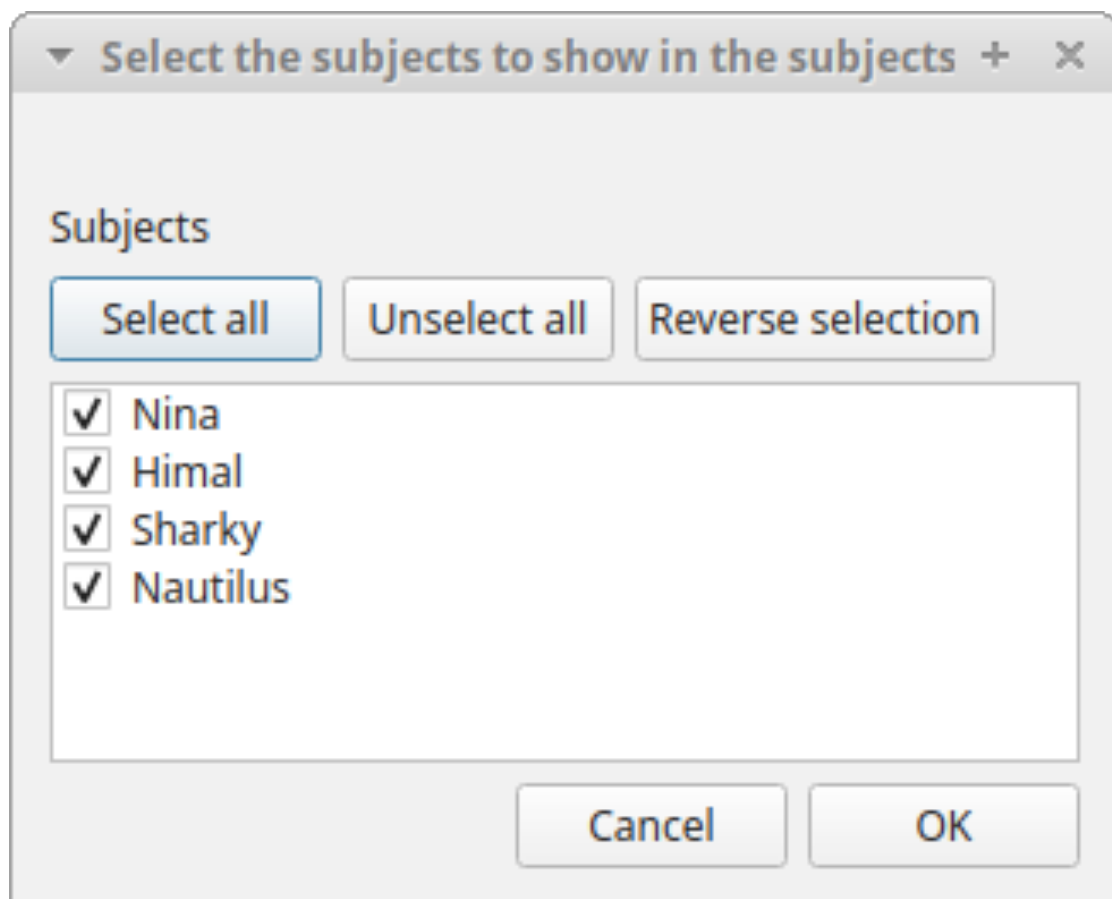 Select the subjects to show in the subjects
Subjects
Select all Unselect all Reverse selection
Nina
Himal
Sharky
Nautilus
Cancel OK